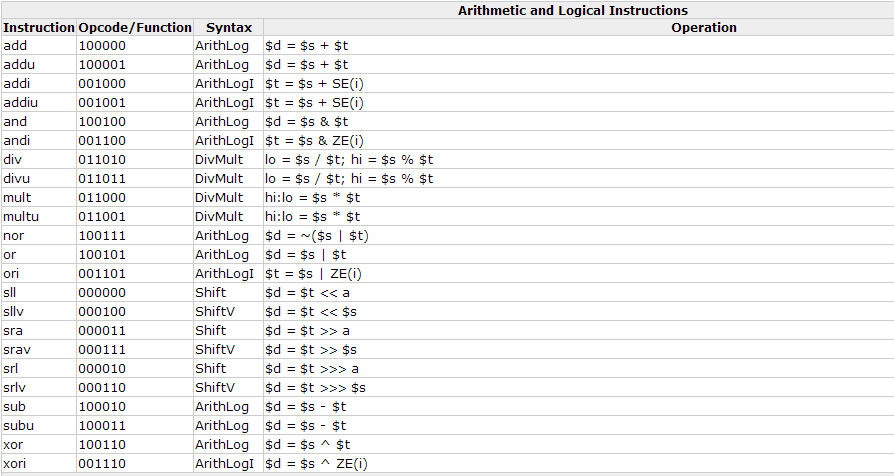 Arithmetic and Logical Instructions
Instruction Opcode/Function Syntax Operation
add 100000 ArithLog $d = $s + $t
addu 100001 ArithLog $d = $s + $t
addi 001000 ArithLogI $t = $s + SE(i)
addiu 001001 ArithLogI $t = $s + SE(i)
and 100100 ArithLog $d = $s & $t
andi 001100 ArithLogI $t = $s & ZE(i)
div 011010 DivMult lo = $s / $t; hi = $s % $t
divu 011011 DivMult lo = $s / $t; hi = $s % $t
mult 011000 DivMult hi:lo = $s * $t
multu 011001 DivMult hi:lo = $s * $t
nor 100111 ArithLog $d = ~($s | $t)
or 100101 ArithLog $d = $s | $t
ori 001101 ArithLogI $t = $s | ZE(i)
sll 000000 Shift $d = $t << a
sllv 000100 ShiftV $d = $t << $s
sra 000011 Shift $d = $t >> a
srav 000111 ShiftV $d = $t >> $s
srl 000010 Shift $d = $t >>> a
srlv 000110 ShiftV $d = $t >>> $s
sub 100010 ArithLog $d = $s - $t
subu 100011 ArithLog $d = $s - $t
xor 100110 ArithLog $d = $s ^ $t
xori 001110 ArithLogI $d = $s ^ ZE(i)